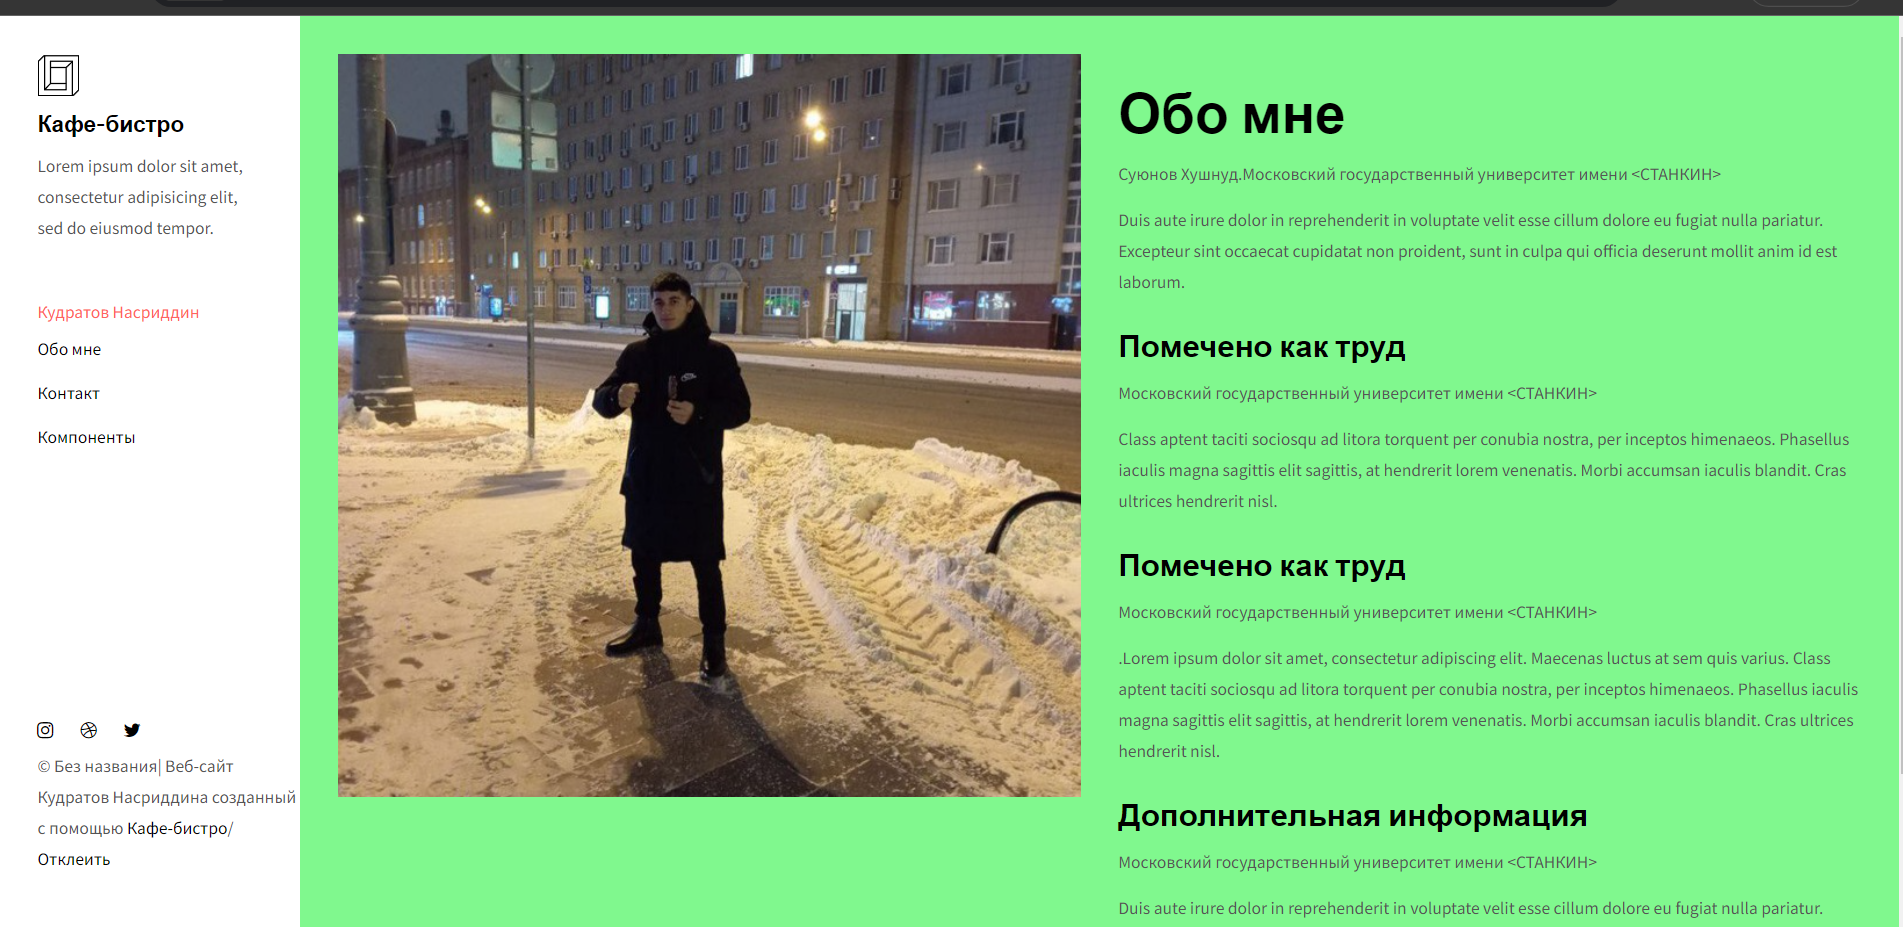 Кафе-бистро
Lorem ipsum dolor sit amet,
consectetur adipisicing elit,
sed do eiusmod tempor.
Кудратов Насриддин
Обо мне
Контакт
Компоненты
© Без названия| Веб-сайт
Кудратов Насриддина созданный
с помощью Кафе-бистро/
Отклеить
Обо мне
Суюнов Хушнуд.Московский государственный университет имени <СТАНКИН>
Duis aute irure dolor in reprehenderit in voluptate velit esse cillum dolore eu fugiat nulla pariatur.
Excepteur sint occaecat cupidatat non proident, sunt in culpa qui officia deserunt mollit anim id est
laborum.
Помечено как труд
Московский государственный университет имени <СТАНКИН>
Class aptent taciti sociosqu ad litora torquent per conubia nostra, per inceptos himenaeos. Phasellus
iaculis magna sagittis elit sagittis, at hendrerit lorem venenatis. Morbi accumsan iaculis blandit. Cras
ultrices hendrerit nisl.
Помечено как труд
Московский государственный университет имени <СТАНКИН>
.Lorem ipsum dolor sit amet, consectetur adipiscing elit. Maecenas luctus at sem quis varius. Class
aptent taciti sociosqu ad litora torquent per conubia nostra, per inceptos himenaeos. Phasellus iaculis
magna sagittis elit sagittis, at hendrerit lorem venenatis. Morbi accumsan iaculis blandit. Cras ultrices
hendrerit nisl.
Дополнительная информация
Московский государственный университет имени <СТАНКИН>
Duis aute irure dolor in reprehenderit in voluptate velit esse cillum dolore eu fugiat nulla pariatur.